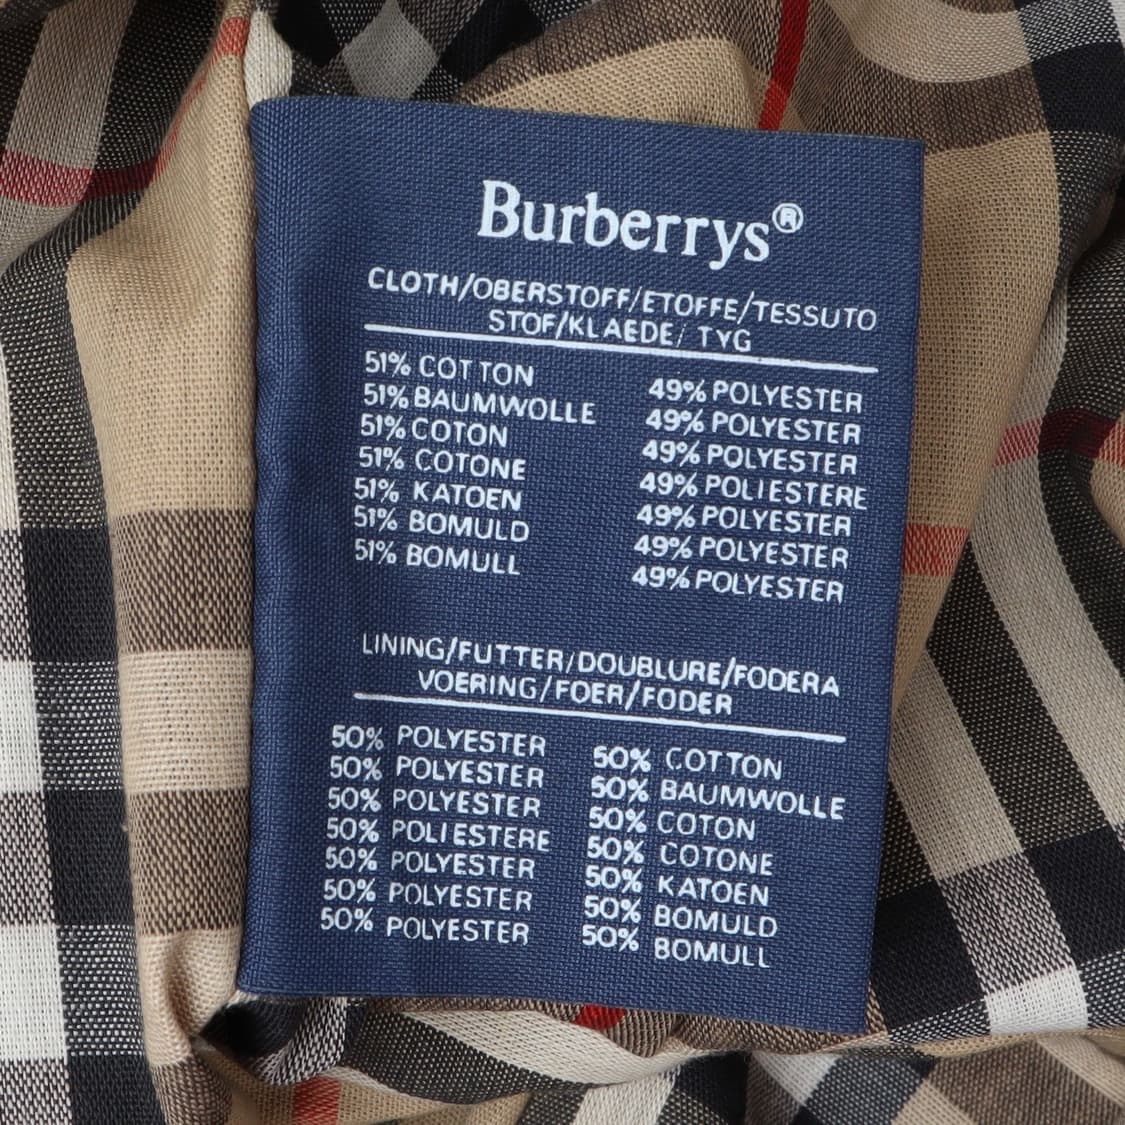 Burberrys®
CLOTH/OBERSTOFF/ETOFFE/TESSUTO
STOF/KLAEDE/TYG
51% COTTON 49% POLYESTER
51% BAUMWOLLE 49% POLYESTER
51% COTON 49% POLYESTER
51% COTONE 49% POLIESTERE
51% KATOEN 49% POLYESTER
51% BOMULD 49% POLYESTER
51% BOMULL 49% POLYESTER
LINING/FUTTER/DOUBLURE/FODERA
VOERING/FOER/FODER
50% POLYESTER 50% COTTON
50% POLYESTER 50% BAUMWOLLE
50% POLYESTER 50% COTON
50% POLIESTERE 50% COTONE
50% POLYESTER 50% KATOEN
50% POLYESTER 50% BOMULD
50% POLYESTER 50% BOMULL